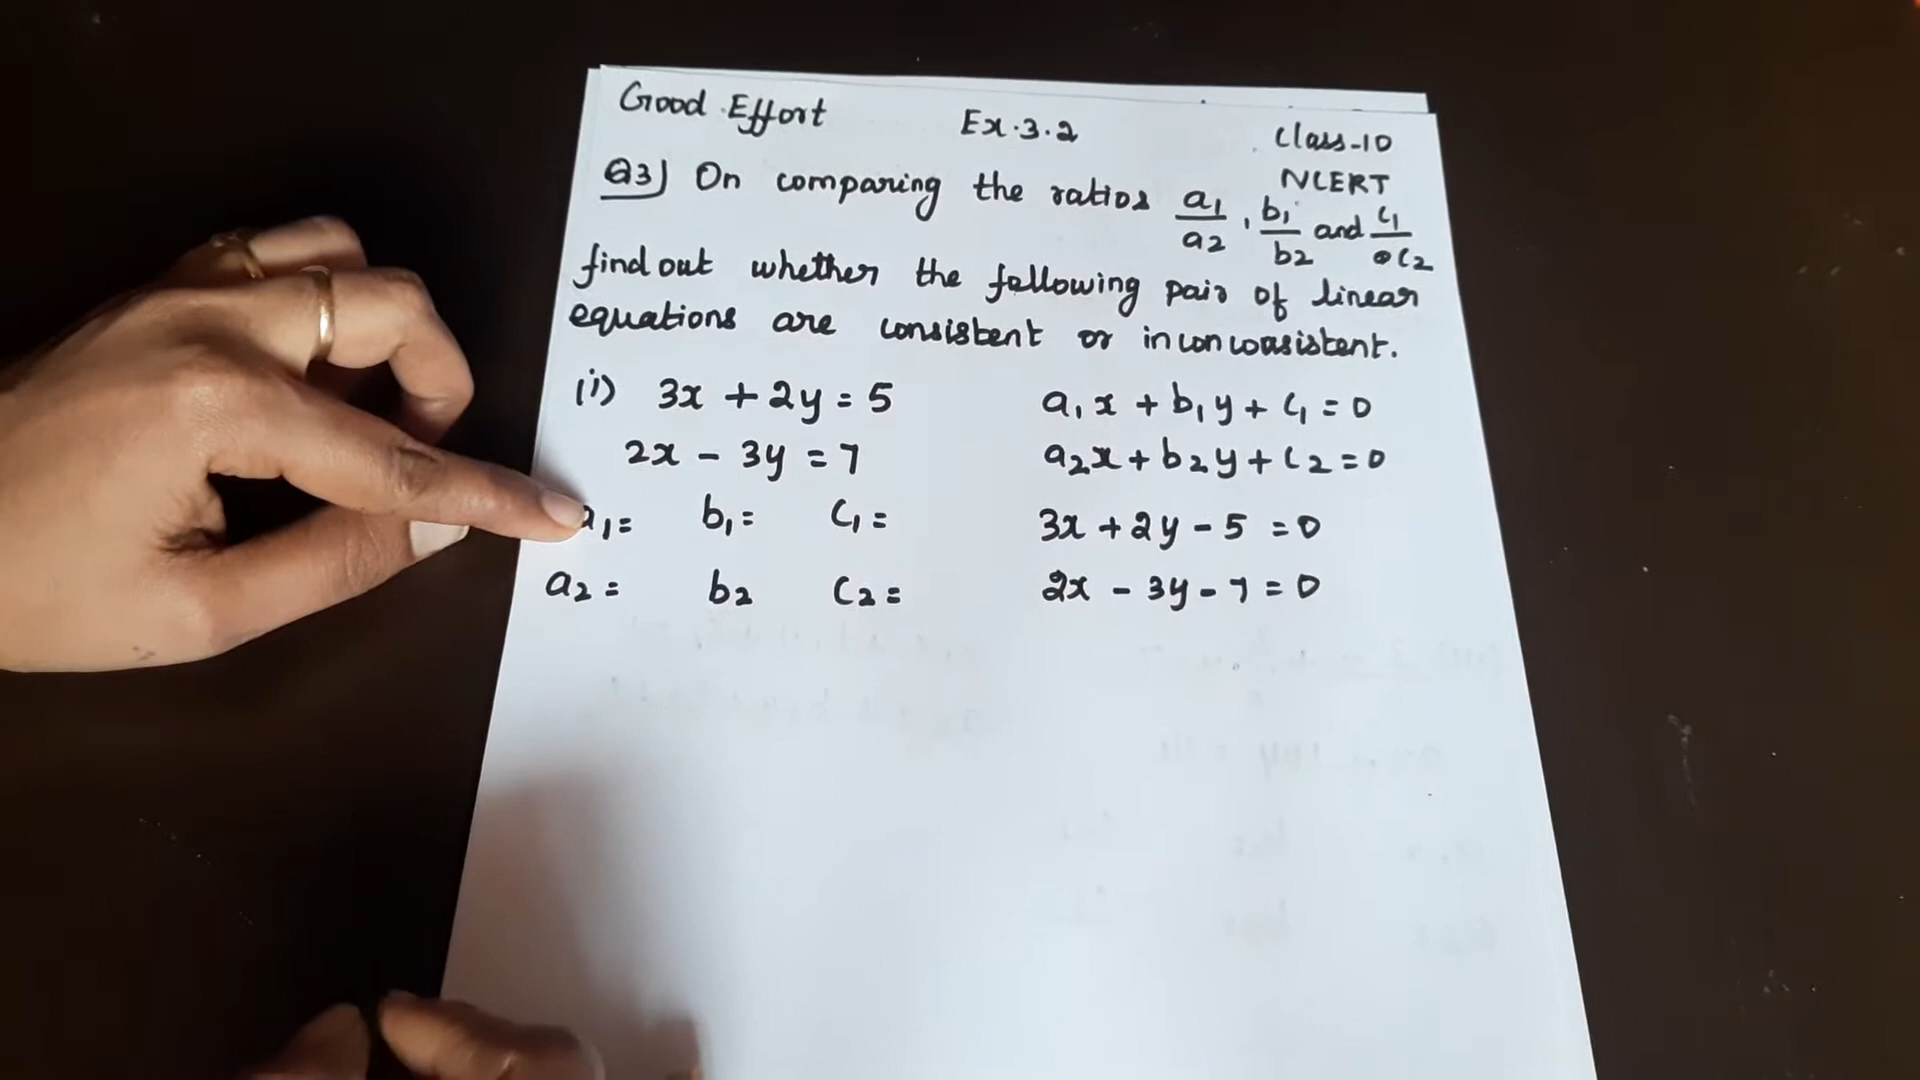 Good Effort Ex.3.2 Class-10
NCERT
Q3) On comparing the ratios a1/a2, b1/b2 and c1/c2
find out whether the following pair of linear
equations are consistent or inconconsistent.
(i) 3x + 2y = 5 a1x + b1y + c1 = 0
2x - 3y = 7 a2x + b2y + c2 = 0
a1= b1= c1= 3x + 2y - 5 = 0
a2= b2 c2= 2x - 3y - 7 = 0